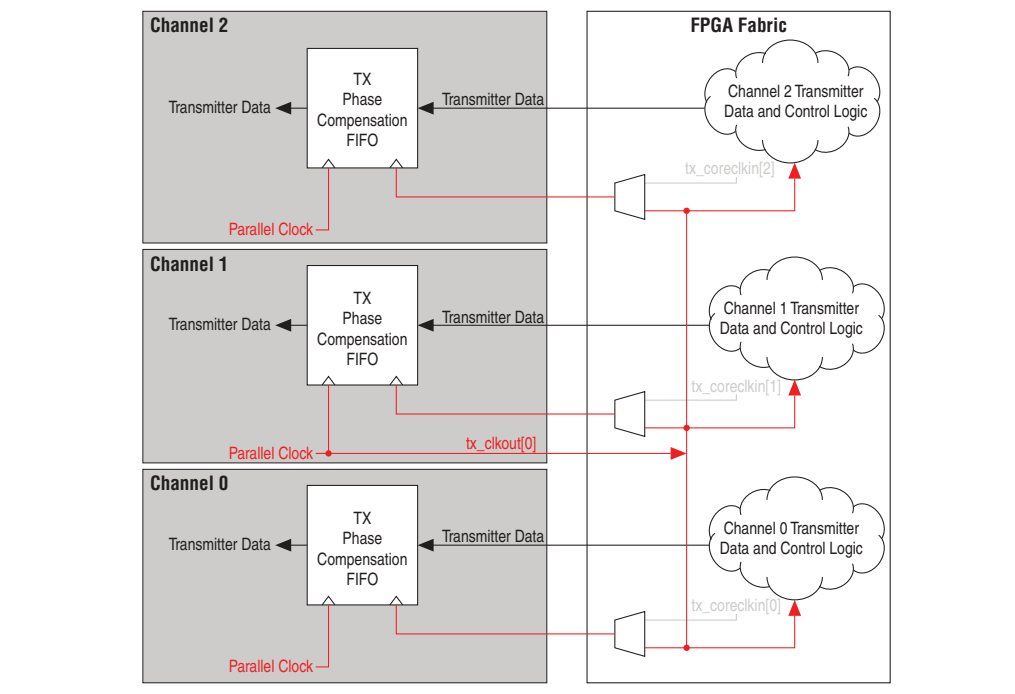 Channel 2
FPGA Fabric
TX
Phase
Compensation
FIFO
Transmitter Data
Transmitter Data
Channel 2 Transmitter
Data and Control Logic
tx_coreclkin[2]
Parallel Clock
Channel 1
TX
Phase
Compensation
FIFO
Transmitter Data
Transmitter Data
Channel 1 Transmitter
Data and Control Logic
tx_coreclkin[1]
Parallel Clock
tx_clkout[0]
Channel 0
TX
Phase
Compensation
FIFO
Transmitter Data
Transmitter Data
Channel 0 Transmitter
Data and Control Logic
tx_coreclkin[0]
Parallel Clock